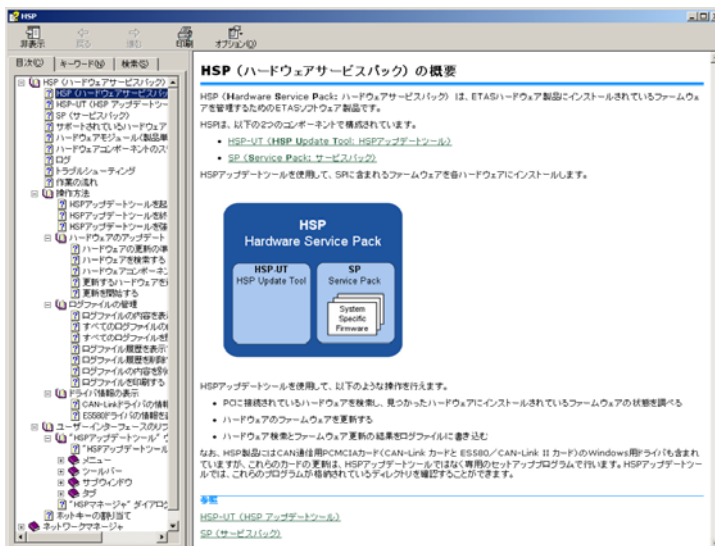 HSP
非表示 戻る 進む 印刷 オプション(O)
目次(C) キーワード(N) 検索(S)
HSP (ハードウェアサービスパック)
HSP (ハードウェアサービスパッ
HSP-UT (HSP アップデートツー
SP (サービスパック)
サポートされているハードウェア
ハードウェアモジュール(製品単
ハードウェアコンポーネントのス
ログ
トラブルシューティング
作業の流れ
操作方法
HSPアップデートツールを起
HSPアップデートツールを終
HSPアップデートツールを強
ハードウェアのアップデート
ハードウェアの更新の準
ハードウェアを検索する
ハードウェアコンポーネン
更新するハードウェアを
更新を開始する
ログファイルの管理
ログファイルの内容を表
すべてのログファイルの
すべてのログファイルを
ログファイル履歴を表示
ログファイル履歴を削除
ログファイルの内容を別
ログファイルを印刷する
ドライバ情報の表示
CAN-Linkドライバの情報
ES580ドライバの情報を
ユーザーインターフェースのリフ
"HSPアップデートツール" ウ
"HSPアップデートツール
メニュー
ツールバー
サブウィンドウ
タブ
"HSPマネージャ" ダイアログ
ホットキーの割り当て
ネットワークマネージャ
HSP (ハードウェアサービスパック) の概要
HSP (Hardware Service Pack: ハードウェアサービスパック) は、ETASハードウェア製品にインストールされているファームウェ
アを管理するためのETASソフトウェア製品です。
HSPは、以下の2つのコンポーネントで構成されています。
• HSP-UT (HSP Update Tool: HSPアップデートツール)
• SP (Service Pack: サービスパック)
HSPアップデートツールを使用して、SPに含まれるファームウェアを各ハードウェアにインストールします。
HSP
Hardware Service Pack
HSP-UT
HSP Update Tool
SP
Service Pack
System
Specific
Firmware
HSPアップデートツールを使用して、以下のような操作を行えます。
• PCに接続されているハードウェアを検索し、見つかったハードウェアにインストールされているファームウェアの状態を調べる
• ハードウェアのファームウェアを更新する
• ハードウェア検索とファームウェア更新の結果をログファイルに書き込む
なお、HSP製品にはCAN通信用PCMCIAカード(CAN-Link カードと ES580/CAN-Link II カード)のWindows用ドライバも含まれ
ていますが、これらのカードの更新は、HSPアップデートツールではなく専用のセットアッププログラムで行います。HSPアップデートツー
ルでは、これらのプログラムが格納されているディレクトリを確認することができます。
参照
HSP-UT (HSP アップデートツール)
SP (サービスパック)